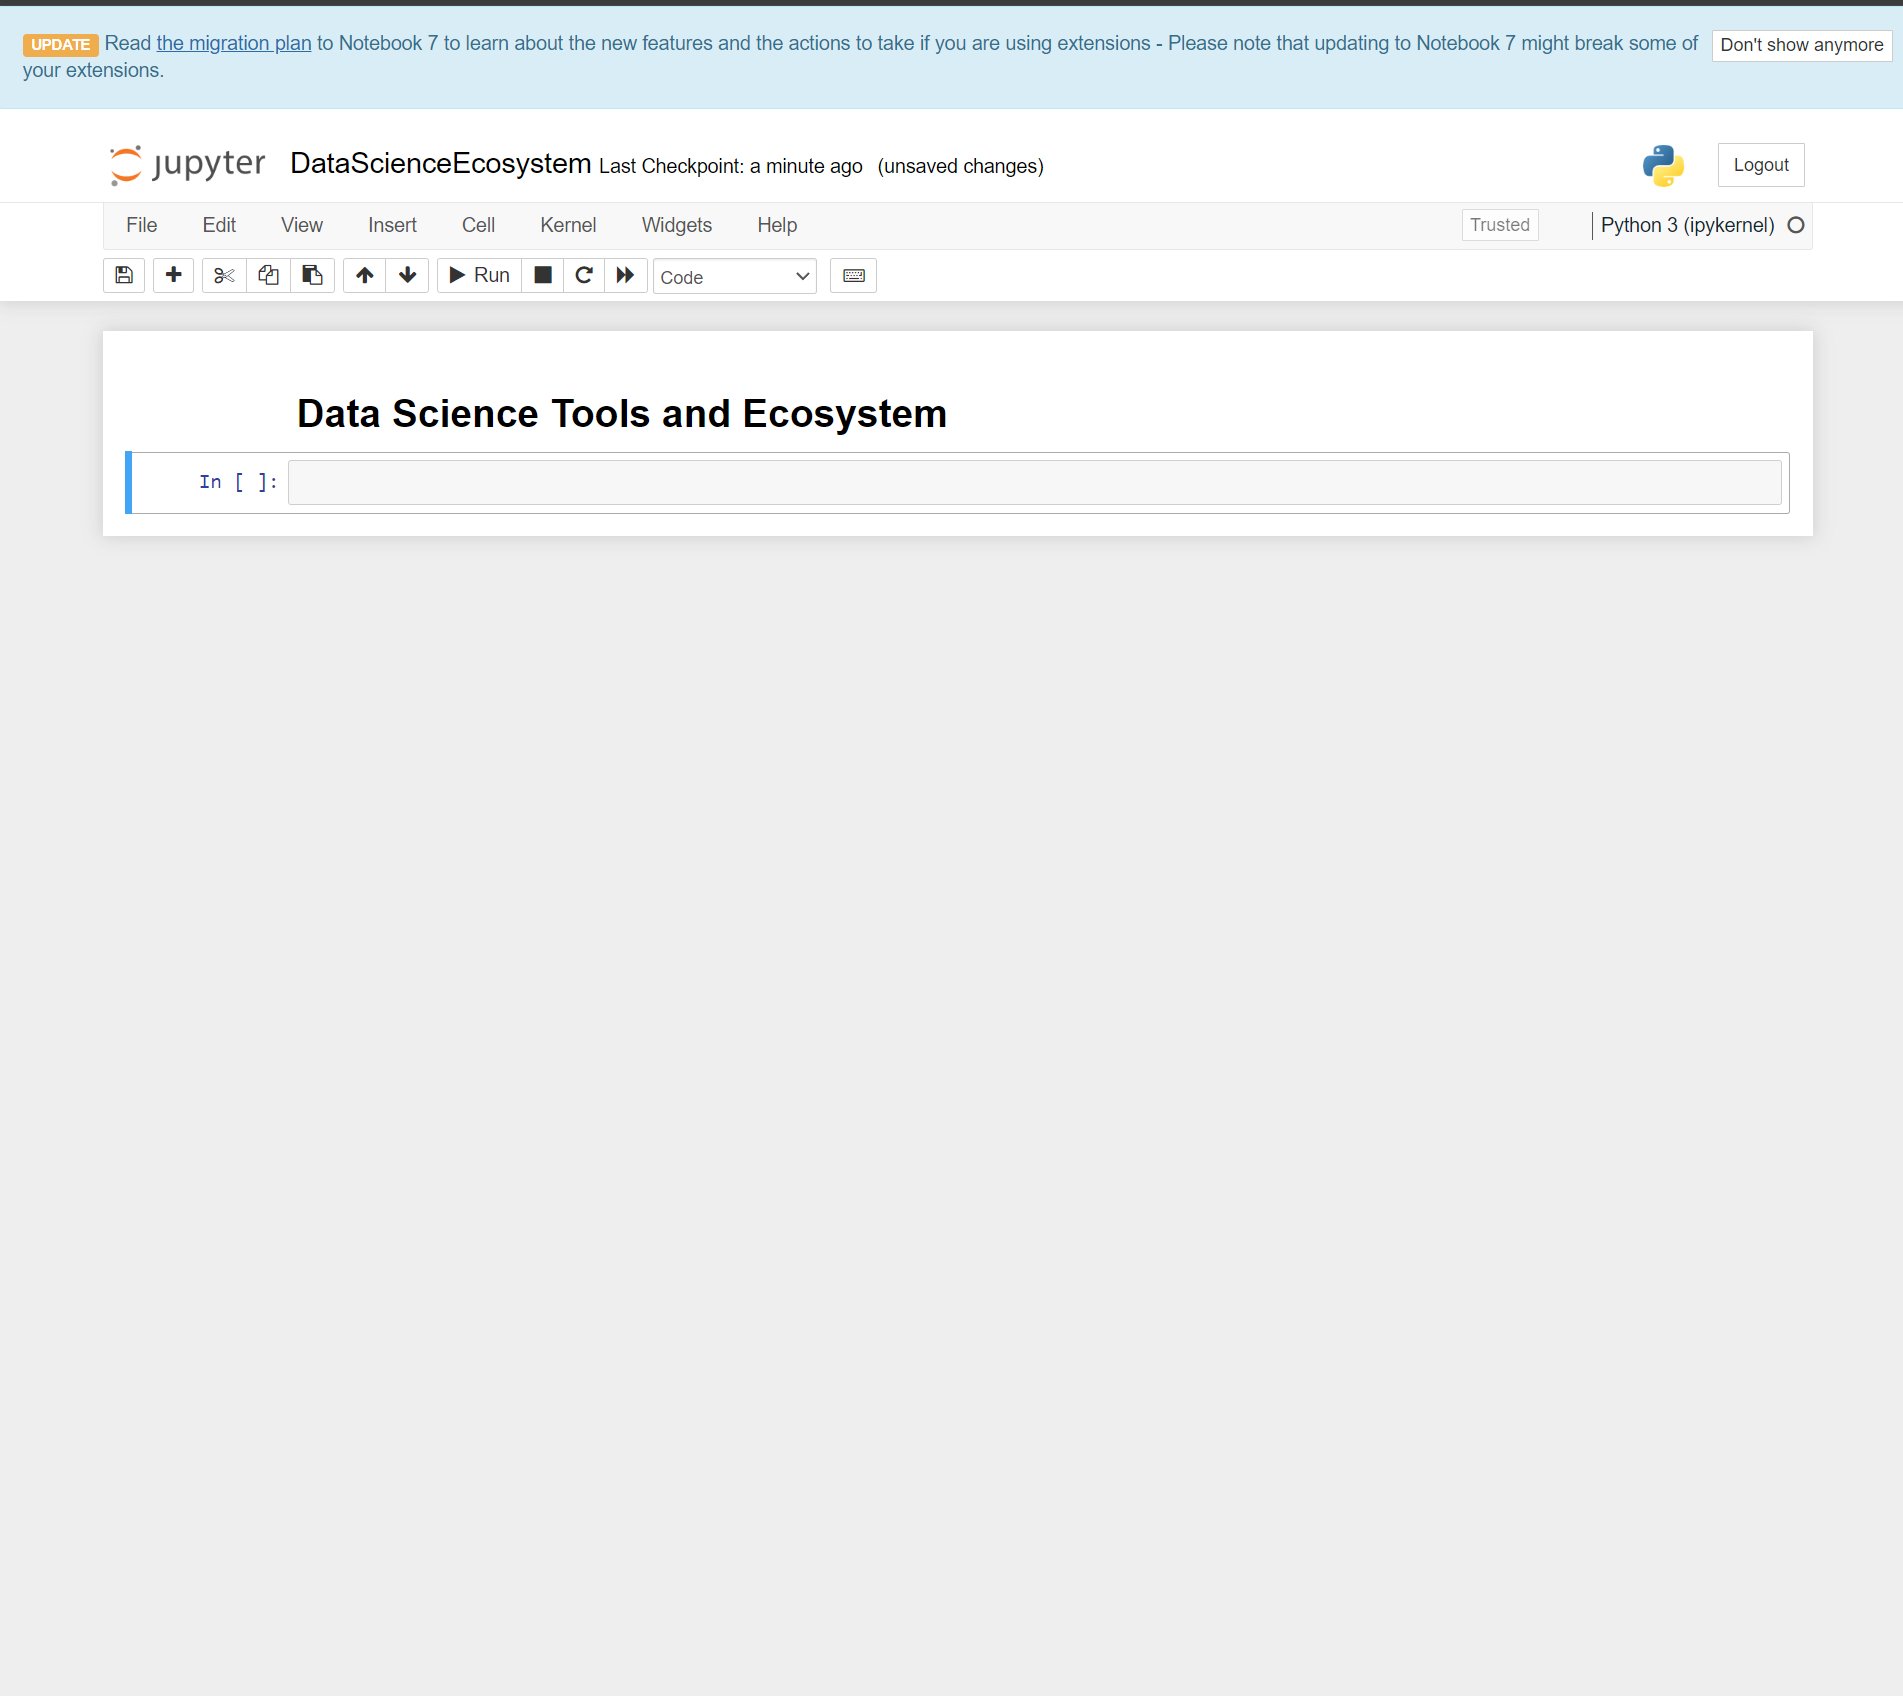 UPDATE Read the migration plan to Notebook 7 to learn about the new features and the actions to take if you are using extensions - Please note that updating to Notebook 7 might break some of
your extensions.
Don't show anymore
jupyter DataScienceEcosystem Last Checkpoint: a minute ago (unsaved changes)
Logout
File Edit View Insert Cell Kernel Widgets Help Trusted Python 3 (ipykernel)
Run Code
Data Science Tools and Ecosystem
In [ ]: